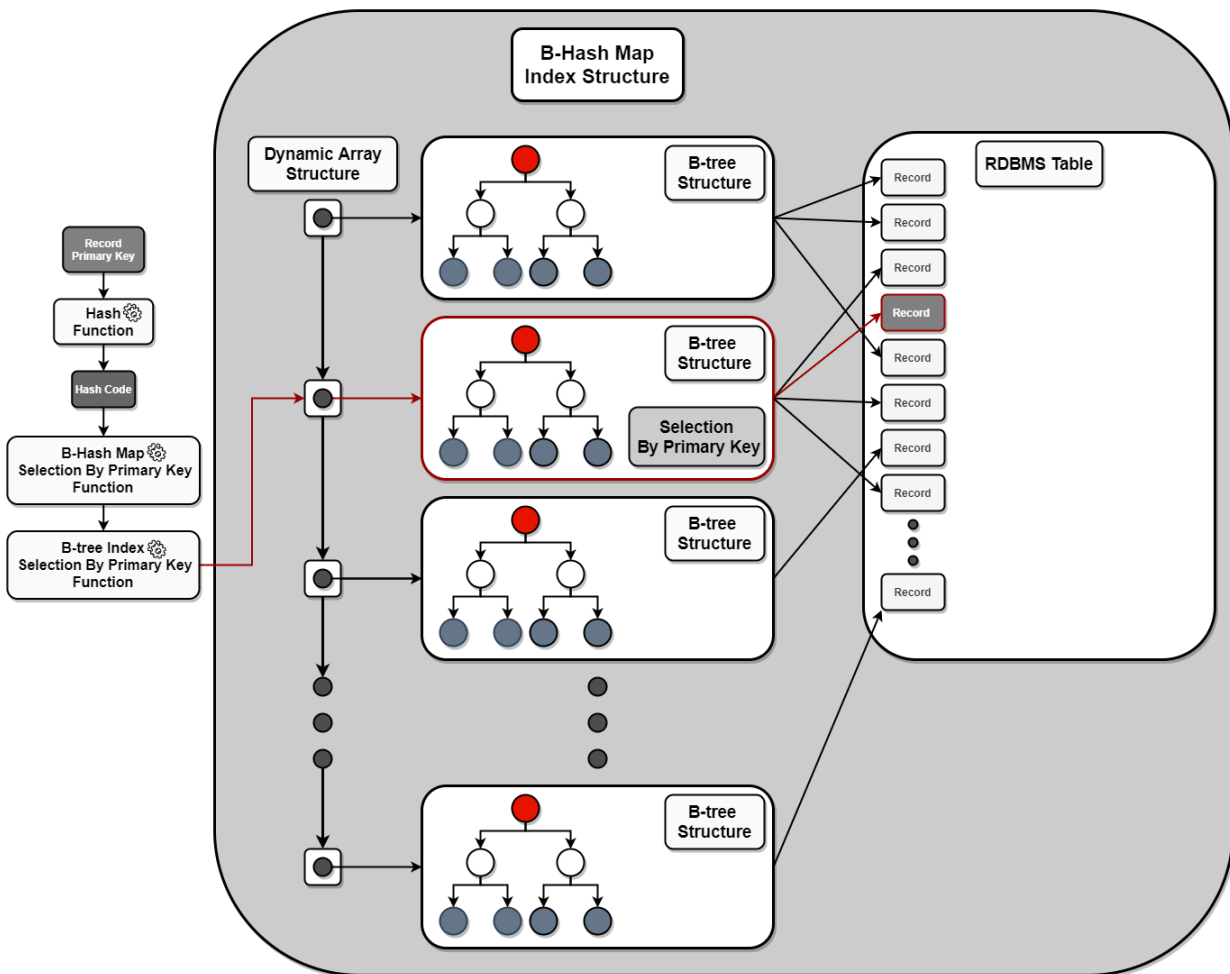 B-Hash Map
Index Structure
Dynamic Array
Structure
B-tree
Structure
RDBMS Table
Record
Record
Record
Record
Record
Record
Record
Record
Record
Record
Primary Key
Hash
Function
Hash Code
B-Hash Map
Selection By Primary Key
Function
B-tree Index
Selection By Primary Key
Function
B-tree
Structure
Selection
By Primary Key
B-tree
Structure
B-tree
Structure